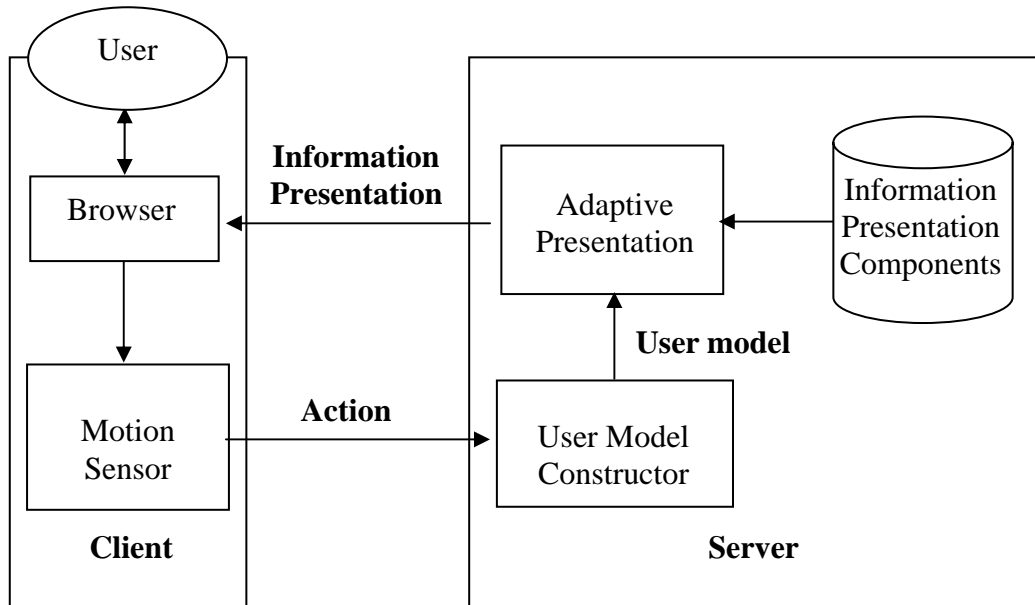 User
Browser
Information
Presentation
Adaptive
Presentation
Information
Presentation
Components
User model
Motion
Sensor
Action
User Model
Constructor
Client
Server